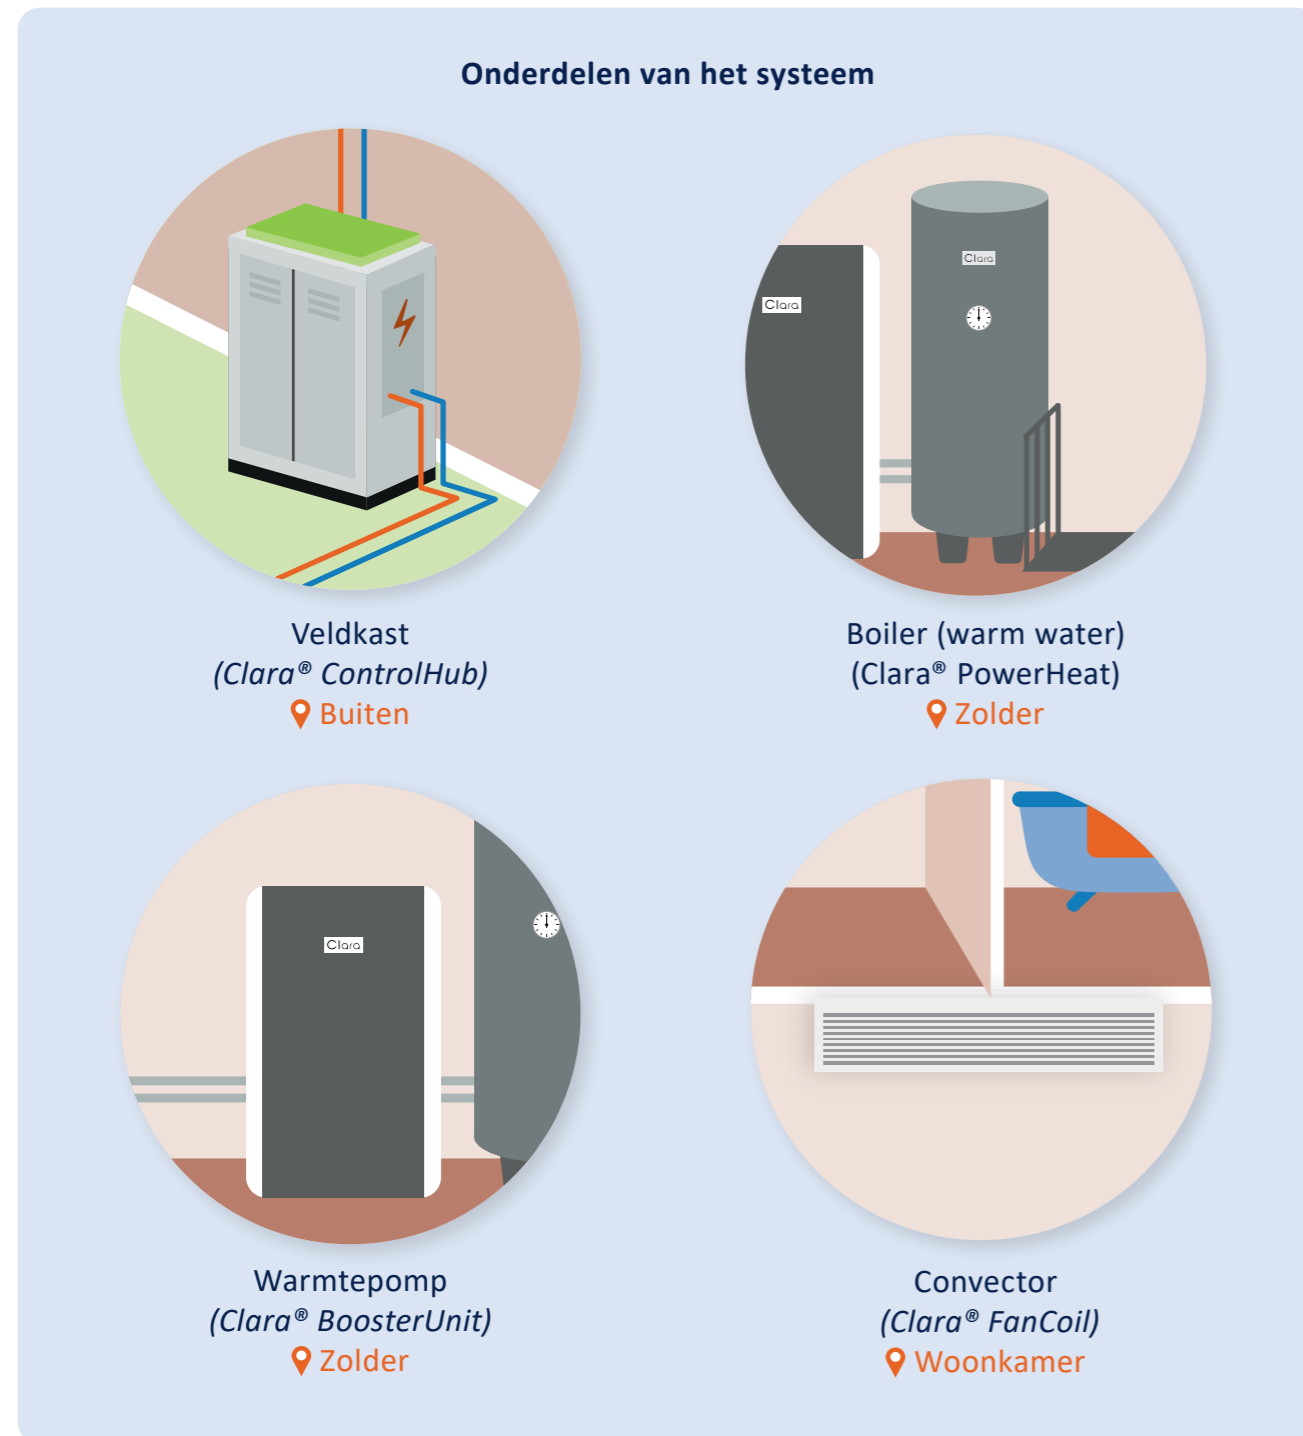 Onderdelen van het systeem
Clara
Clara
Veldkast
(Clara® ControlHub)
Buiten
Boiler (warm water)
(Clara® PowerHeat)
Zolder
Clara
Warmtepomp
(Clara® BoosterUnit)
Zolder
Convector
(Clara® FanCoil)
Woonkamer